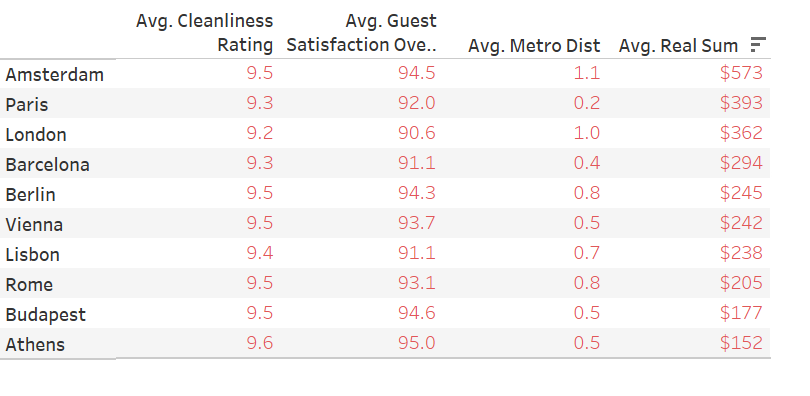 Avg. Cleanliness Rating Avg. Guest Satisfaction Ove.. Avg. Metro Dist Avg. Real Sum
Amsterdam 9.5 94.5 1.1 $573
Paris 9.3 92.0 0.2 $393
London 9.2 90.6 1.0 $362
Barcelona 9.3 91.1 0.4 $294
Berlin 9.5 94.3 0.8 $245
Vienna 9.5 93.7 0.5 $242
Lisbon 9.4 91.1 0.7 $238
Rome 9.5 93.1 0.8 $205
Budapest 9.5 94.6 0.5 $177
Athens 9.6 95.0 0.5 $152